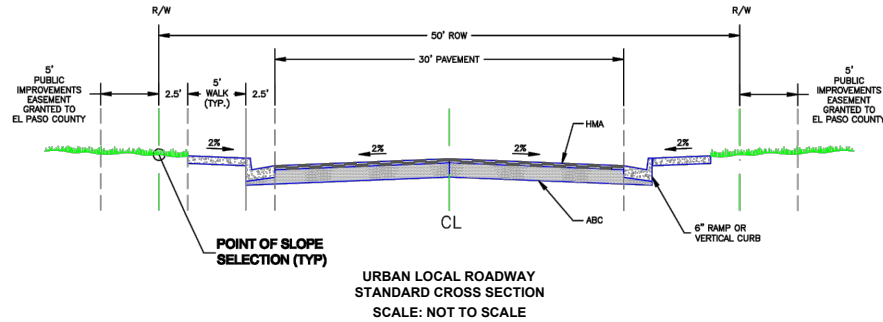 R/W
R/W
50' ROW
30' PAVEMENT
5'
PUBLIC
IMPROVEMENTS
EASEMENT
GRANTED TO
EL PASO COUNTY
2.5'
5'
WALK
(TYP.)
2.5'
5'
PUBLIC
IMPROVEMENTS
EASEMENT
GRANTED TO
EL PASO COUNTY
2%
2%
2%
2%
HMA
ABC
CL
6" RAMP OR
VERTICAL CURB
POINT OF SLOPE
SELECTION (TYP)
URBAN LOCAL ROADWAY
STANDARD CROSS SECTION
SCALE: NOT TO SCALE